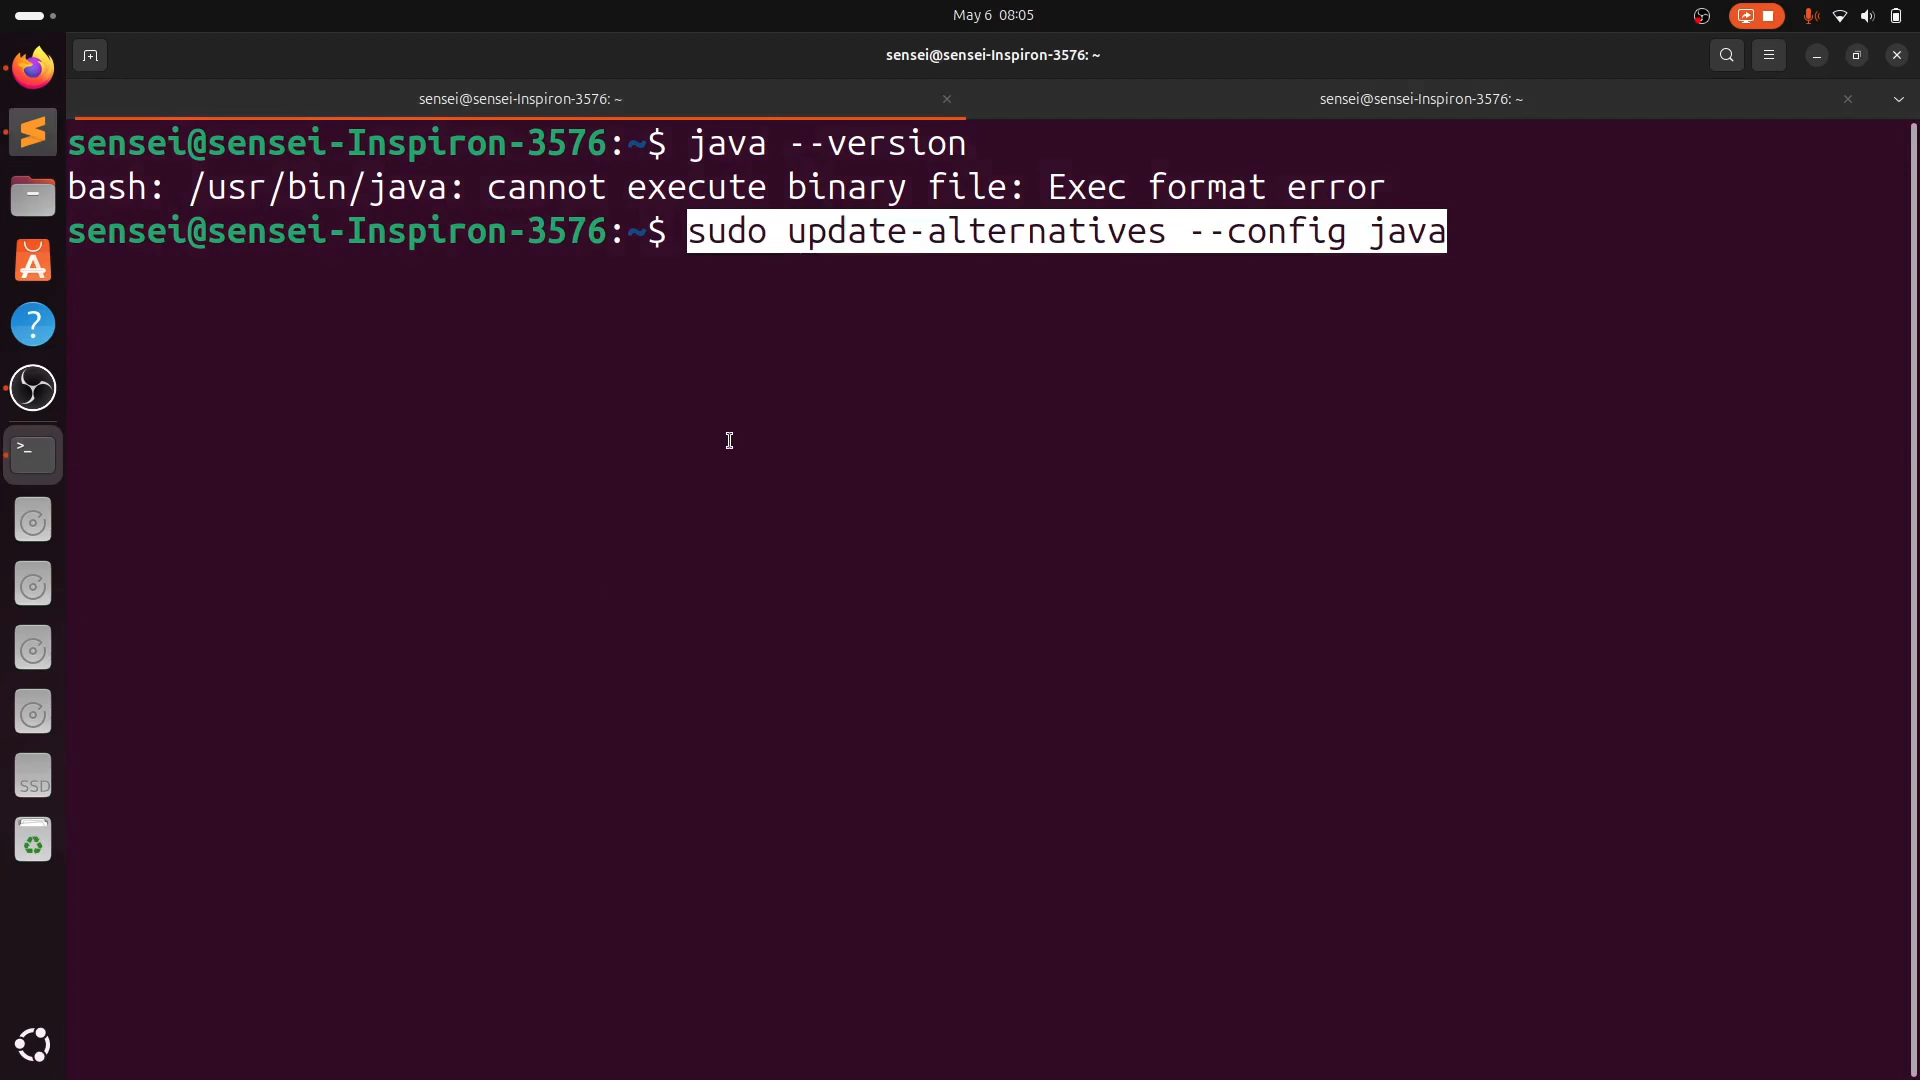 May 6 08:05
sensei@sensei-Inspiron-3576: ~
sensei@sensei-Inspiron-3576: ~
sensei@sensei-Inspiron-3576: ~
sensei@sensei-Inspiron-3576:~$ java --version
bash: /usr/bin/java: cannot execute binary file: Exec format error
sensei@sensei-Inspiron-3576:~$ sudo update-alternatives --config java
SSD